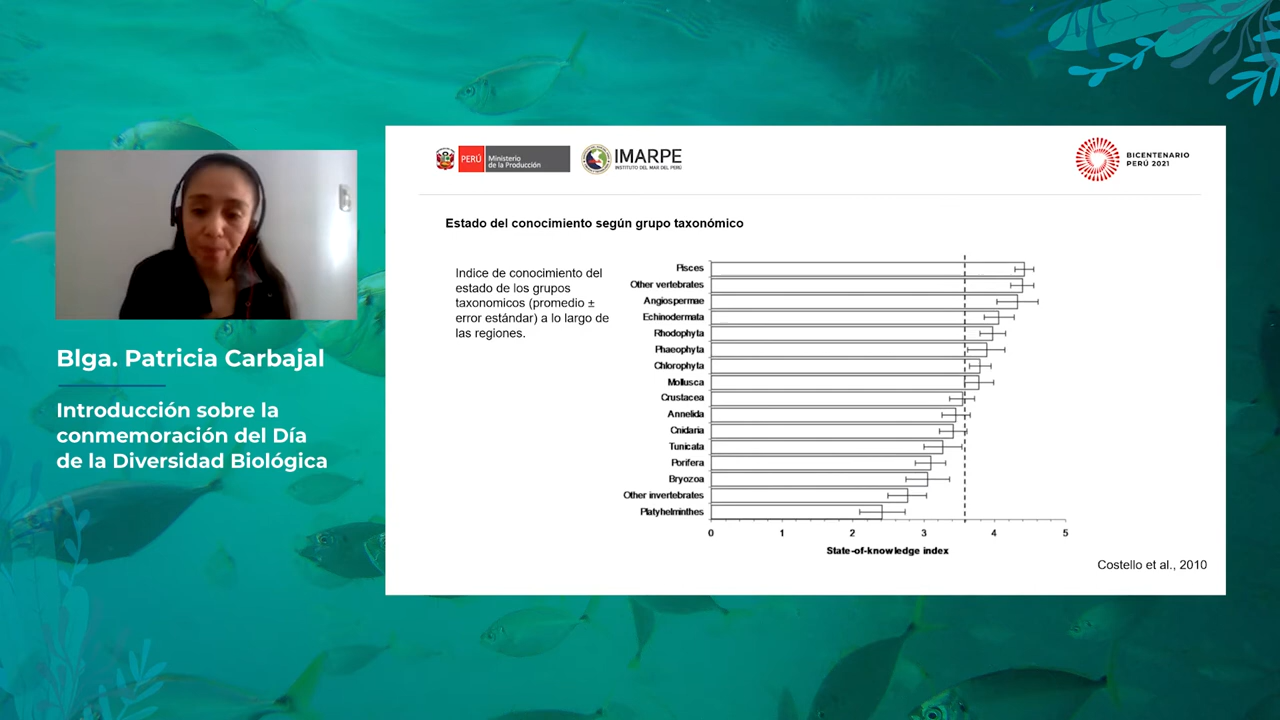 PERÚ
Ministerio
de la Producción
IMARPE
INSTITUTO DEL MAR DEL PERÚ
BICENTENARIO
PERÚ 2021
Estado del conocimiento según grupo taxonómico
Indice de conocimiento del
estado de los grupos
taxonomicos (promedio ±
error estándar) a lo largo de
las regiones.
Pisces
Other vertebrates
Angiospermae
Echinodermata
Rhodophyta
Phaeophyta
Chlorophyta
Mollusca
Crustacea
Annelida
Cnidaria
Tunicata
Porifera
Bryozoa
Other invertebrates
Platyhelminthes
0 1 2 3 4 5
State-of-knowledge index
Costello et al., 2010
Blga. Patricia Carbajal
Introducción sobre la
conmemoración del Día
de la Diversidad Biológica